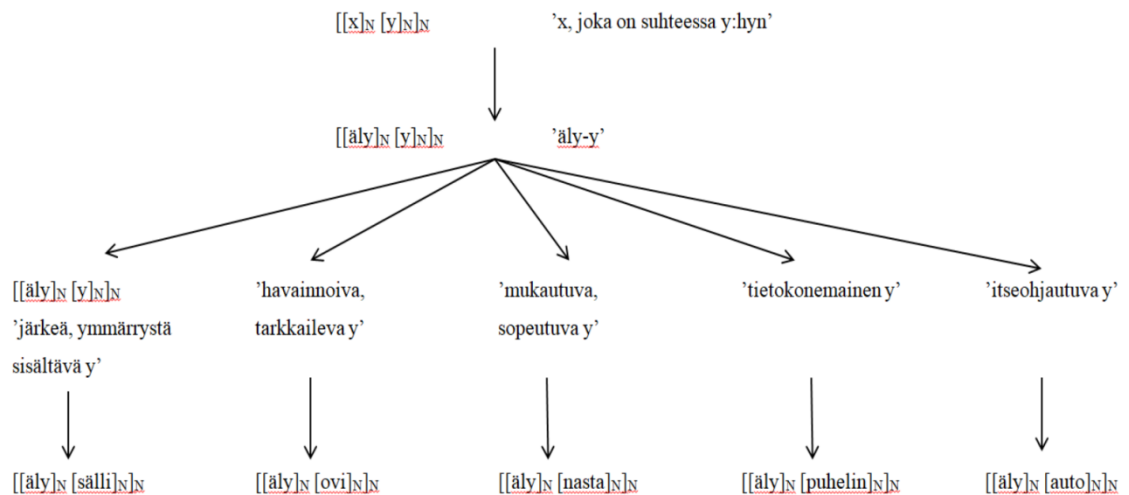 [[x]N [y]N]N ’x, joka on suhteessa y:hyn’
[[äly]N [y]N]N ’äly-y’
[[äly]N [y]N]N ’havainnoiva, ’mukautuva, ’tietokonemainen y’ ’itseohjautuva y’
’järkeä, ymmärrystä tarkkaileva y’ sopeutuva y’
sisältävä y’
[[äly]N [sälli]N]N [[äly]N [ovi]N]N [[äly]N [nasta]N]N [[äly]N [puhelin]N]N [[äly]N [auto]N]N